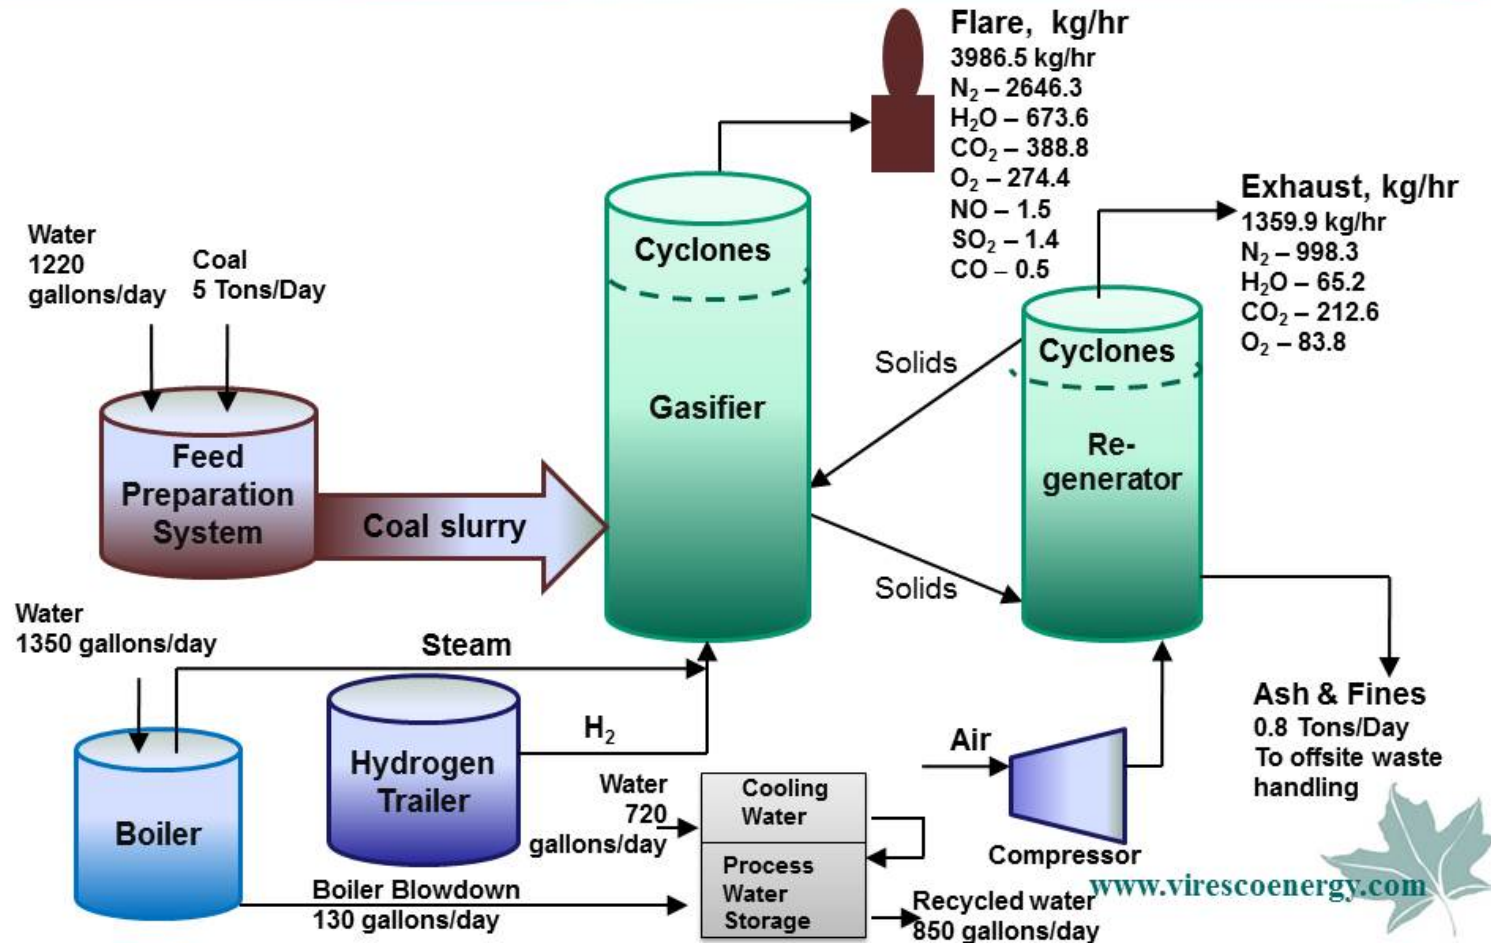 Flare, kg/hr
3986.5 kg/hr
N₂ – 2646.3
H₂O – 673.6
CO₂ – 388.8
O₂ – 274.4
NO – 1.5
SO₂ – 1.4
CO – 0.5
Exhaust, kg/hr
1359.9 kg/hr
N₂ – 998.3
H₂O – 65.2
CO₂ – 212.6
O₂ – 83.8
Water
1220
gallons/day
Coal
5 Tons/Day
Cyclones
Gasifier
Solids
Solids
Cyclones
Re-
generator
Feed
Preparation
System
Coal slurry
Water
1350 gallons/day
Steam
Boiler
Hydrogen
Trailer
H₂
Water
720
gallons/day
Cooling
Water
Process
Water
Storage
Boiler Blowdown
130 gallons/day
Air
Compressor
Recycled water
850 gallons/day
Ash & Fines
0.8 Tons/Day
To offsite waste
handling
www.virescoenergy.com